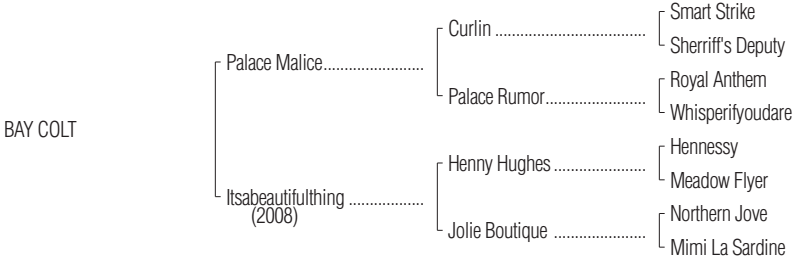 Smart Strike
Curlin ....................................
Sherriff's Deputy
Palace Malice........................
Royal Anthem
Palace Rumor........................
Whisperifyoudare
BAY COLT
Hennessy
Henny Hughes ......................
Meadow Flyer
Itsabeautifulthing ..................
(2008)
Northern Jove
Jolie Boutique ......................
Mimi La Sardine